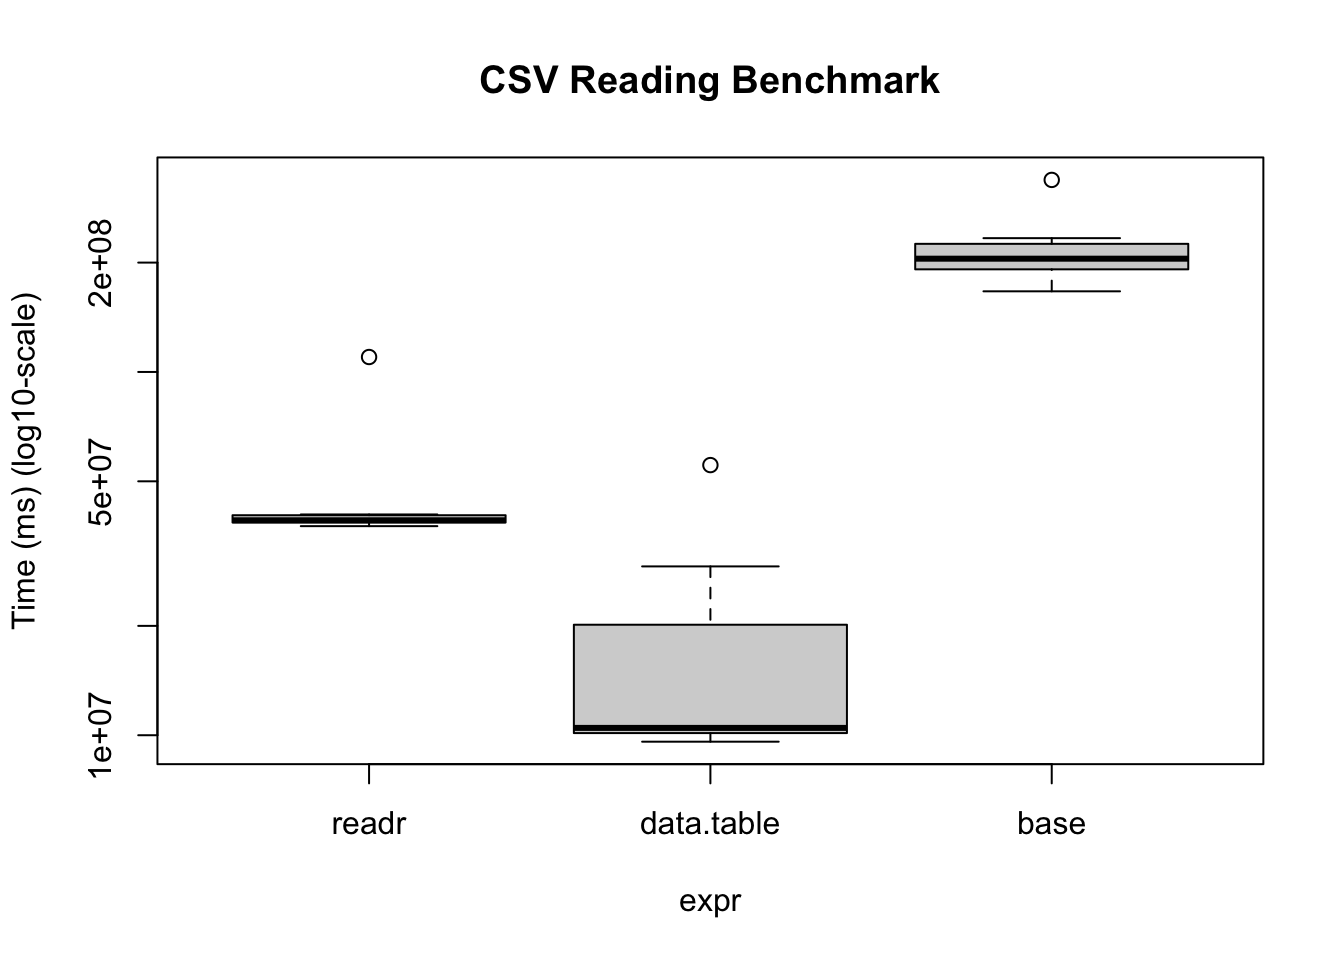 CSV Reading Benchmark
Time (ms) (log10-scale)
2e+08
5e+07
1e+07
readr
data.table
base
expr